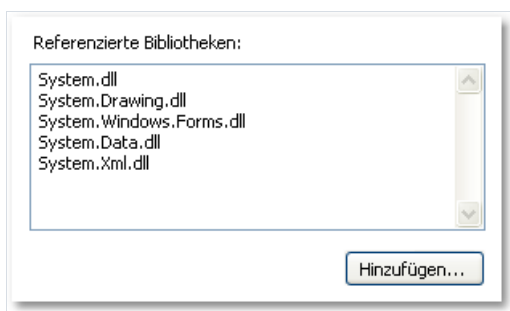 Referenzierte Bibliotheken:
System.dll
System.Drawing.dll
System.Windows.Forms.dll
System.Data.dll
System.Xml.dll
Hinzufügen...